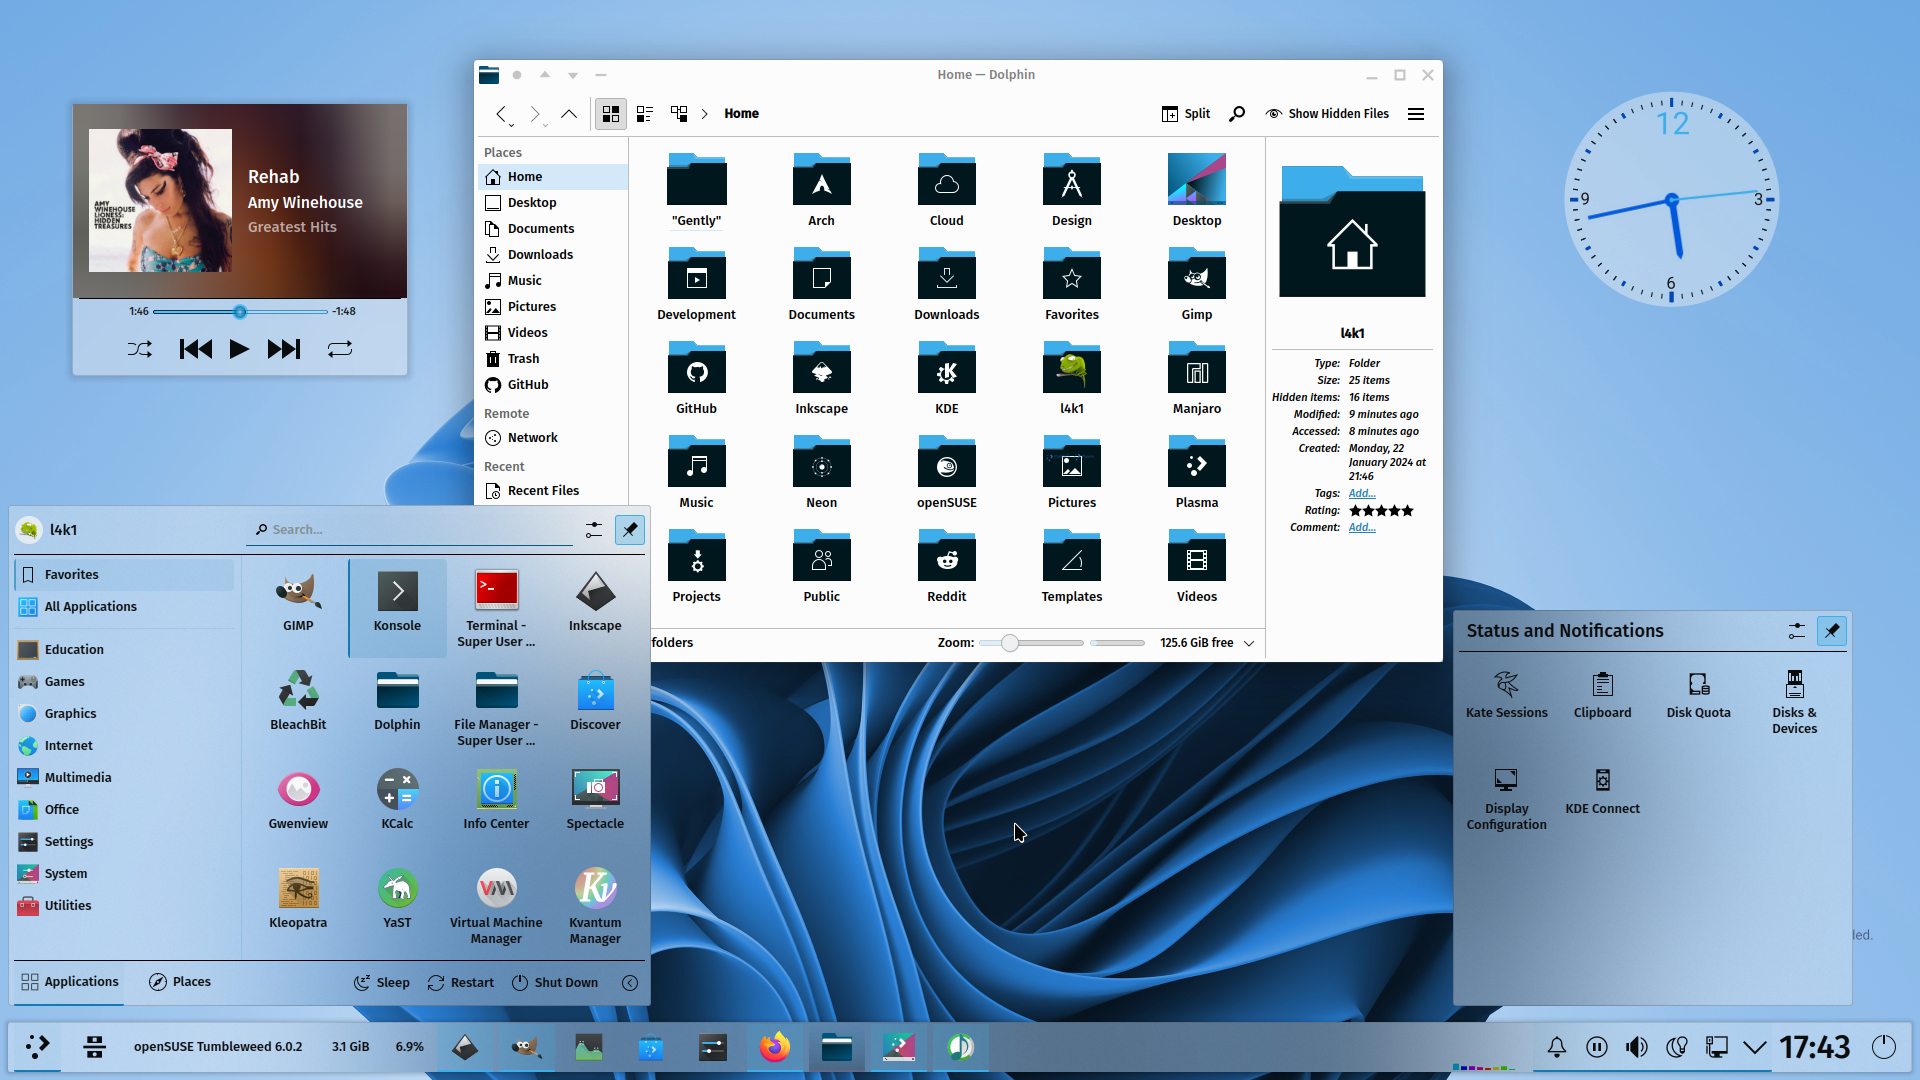 Home — Dolphin
Home
Split
Show Hidden Files
Places
Home
Desktop
Documents
Downloads
Music
Pictures
Videos
Trash
GitHub
Remote
Network
Recent
Recent Files
"Gently"
Arch
Cloud
Design
Desktop
Development
Documents
Downloads
Favorites
Gimp
GitHub
Inkscape
KDE
l4k1
Manjaro
Music
Neon
openSUSE
Pictures
Plasma
Projects
Public
Reddit
Templates
Videos
folders
Zoom:
125.6 GiB free
l4k1
Type: Folder
Size: 25 items
Hidden items: 16 items
Modified: 9 minutes ago
Accessed: 8 minutes ago
Created: Monday, 22
January 2024 at
21:46
Tags: Add...
Rating:
Comment: Add...
AMY
WINEHOUSE
LIONESS:
HIDDEN
TREASURES
Rehab
Amy Winehouse
Greatest Hits
1:46
-1:48
12
9
3
6
l4k1
Search...
Favorites
All Applications
Education
Games
Graphics
Internet
Multimedia
Office
Settings
System
Utilities
GIMP
Konsole
Terminal -
Super User ...
Inkscape
BleachBit
Dolphin
File Manager -
Super User ...
Discover
Gwenview
KCalc
Info Center
Spectacle
Kleopatra
YaST
Virtual Machine
Manager
Kvantum
Manager
Applications
Places
Sleep
Restart
Shut Down
Status and Notifications
Kate Sessions
Clipboard
Disk Quota
Disks &
Devices
Display
Configuration
KDE Connect
led.
openSUSE Tumbleweed 6.0.2
3.1 GiB
6.9%
17:43